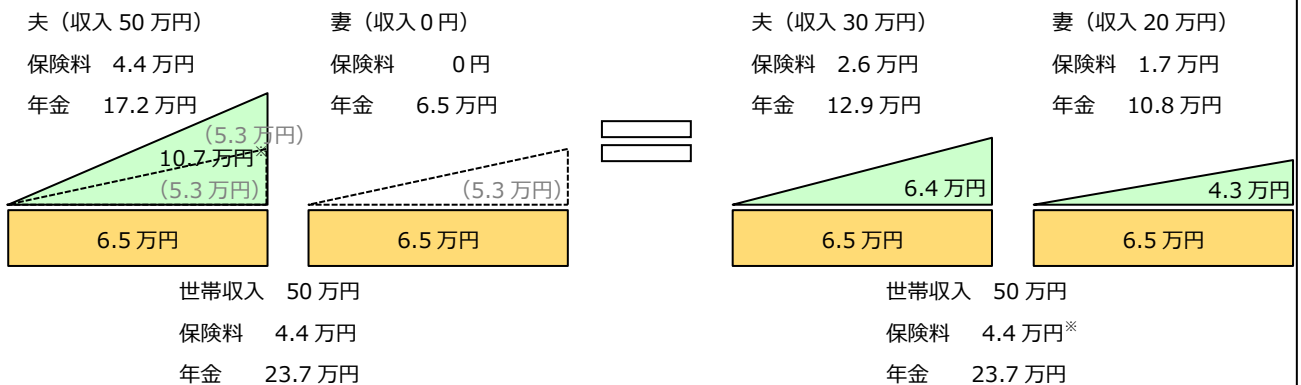 夫（収入 50 万円）
保険料 4.4 万円
年金 17.2 万円
（5.3 万円）
10.7 万円※
（5.3 万円）
6.5 万円
妻（収入０円）
保険料 0 円
年金 6.5 万円
（5.3 万円）
6.5 万円
世帯収入 50 万円
保険料 4.4 万円
年金 23.7 万円
夫（収入 30 万円）
保険料 2.6 万円
年金 12.9 万円
6.4 万円
6.5 万円
妻（収入 20 万円）
保険料 1.7 万円
年金 10.8 万円
4.3 万円
6.5 万円
世帯収入 50 万円
保険料 4.4 万円※
年金 23.7 万円